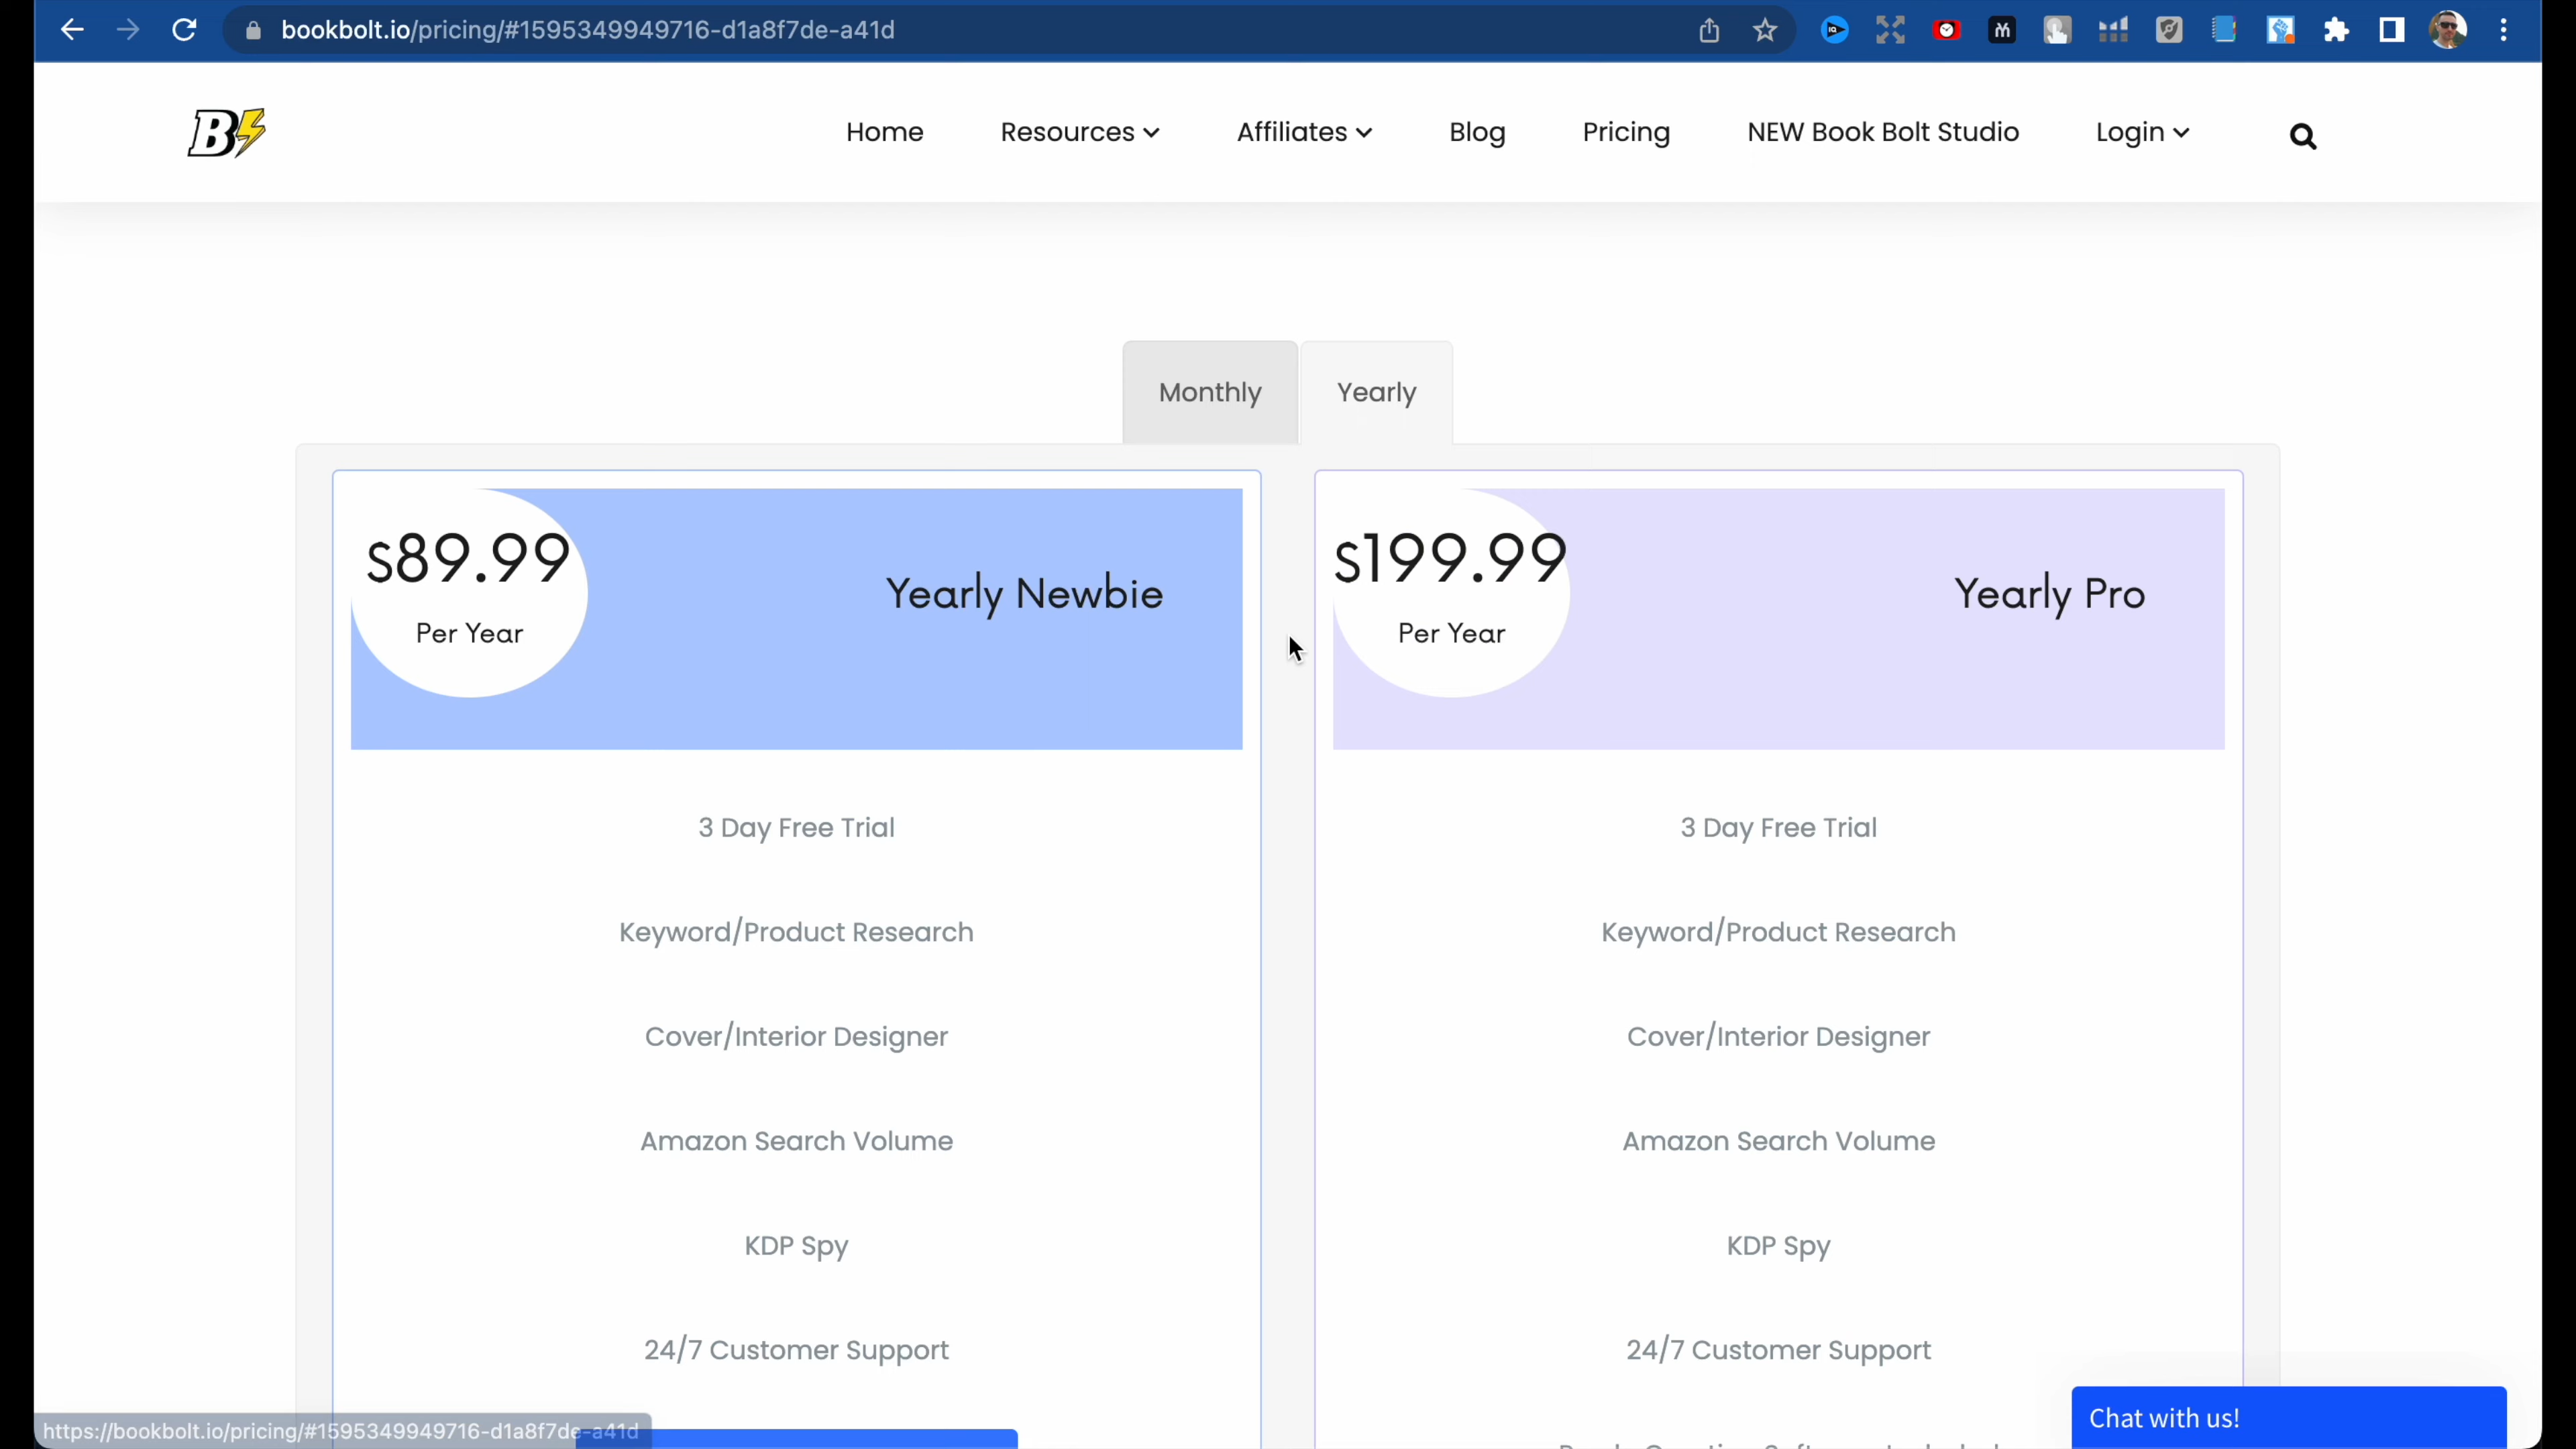 bookbolt.io/pricing/#1595349949716-d1a8f7de-a41d
B
Home Resources Affiliates Blog Pricing NEW Book Bolt Studio Login
Monthly Yearly
$89.99
Per Year
Yearly Newbie
3 Day Free Trial
Keyword/Product Research
Cover/Interior Designer
Amazon Search Volume
KDP Spy
24/7 Customer Support
$199.99
Per Year
Yearly Pro
3 Day Free Trial
Keyword/Product Research
Cover/Interior Designer
Amazon Search Volume
KDP Spy
24/7 Customer Support
Chat with us!
https://bookbolt.io/pricing/#1595349949716-d1a8f7de-a41d